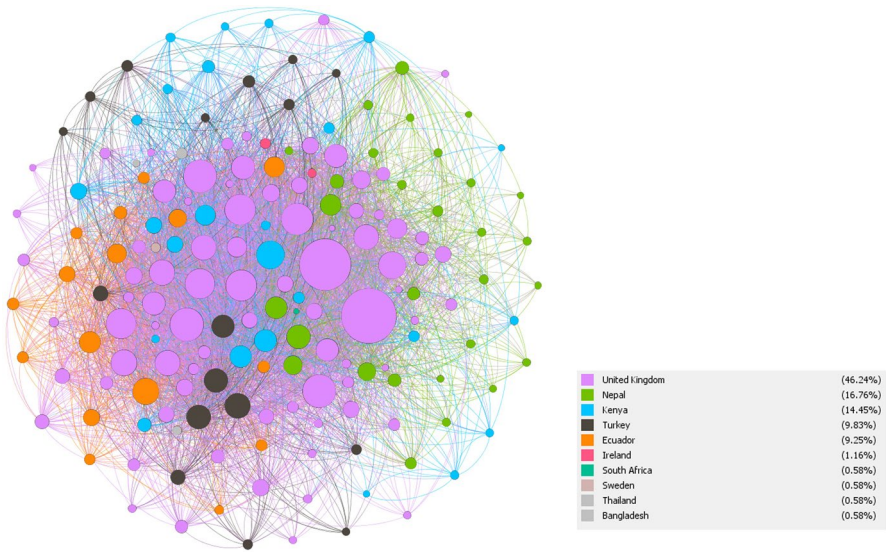 United Kingdom (46.24%)
Nepal (16.76%)
Kenya (14.45%)
Turkey (9.83%)
Ecuador (9.25%)
Ireland (1.16%)
South Africa (0.58%)
Sweden (0.58%)
Thailand (0.58%)
Bangladesh (0.58%)